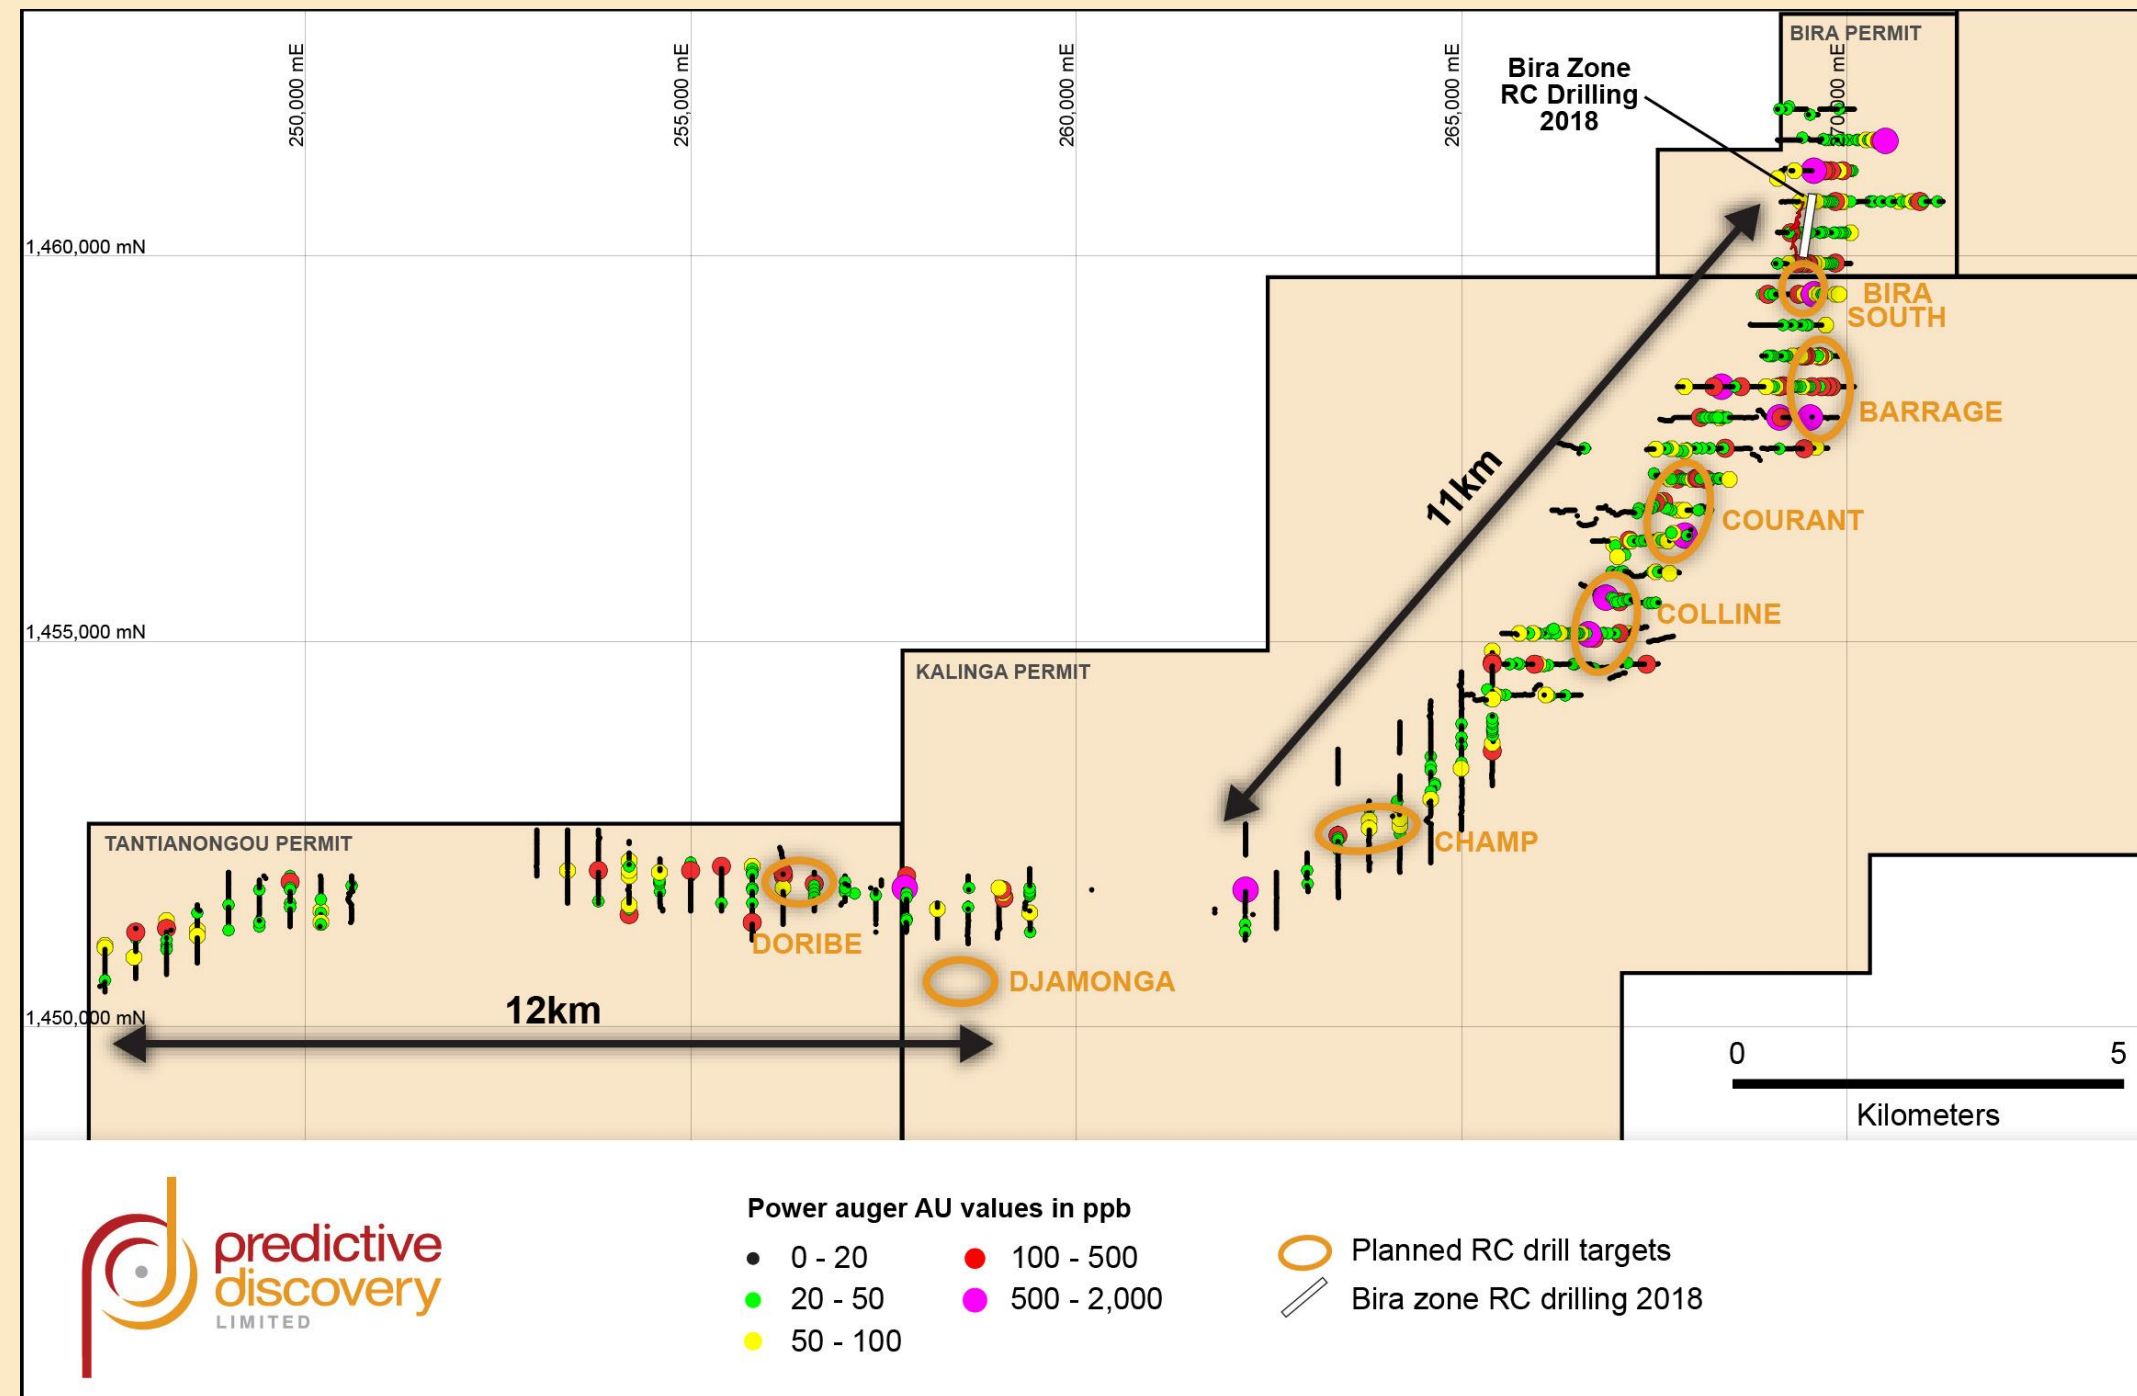 BIRA PERMIT
250,000 mE
255,000 mE
260,000 mE
265,000 mE
270,000 mE
Bira Zone
RC Drilling
2018
1,460,000 mN
BIRA
SOUTH
BARRAGE
11km
COURANT
COLLINE
1,455,000 mN
KALINGA PERMIT
CHAMP
TANTIANONGOU PERMIT
DORIBE
DJAMONGA
12km
1,450,000 mN
0 5
Kilometers
predictive
discovery
LIMITED
Power auger AU values in ppb
0 - 20
20 - 50
50 - 100
100 - 500
500 - 2,000
Planned RC drill targets
Bira zone RC drilling 2018